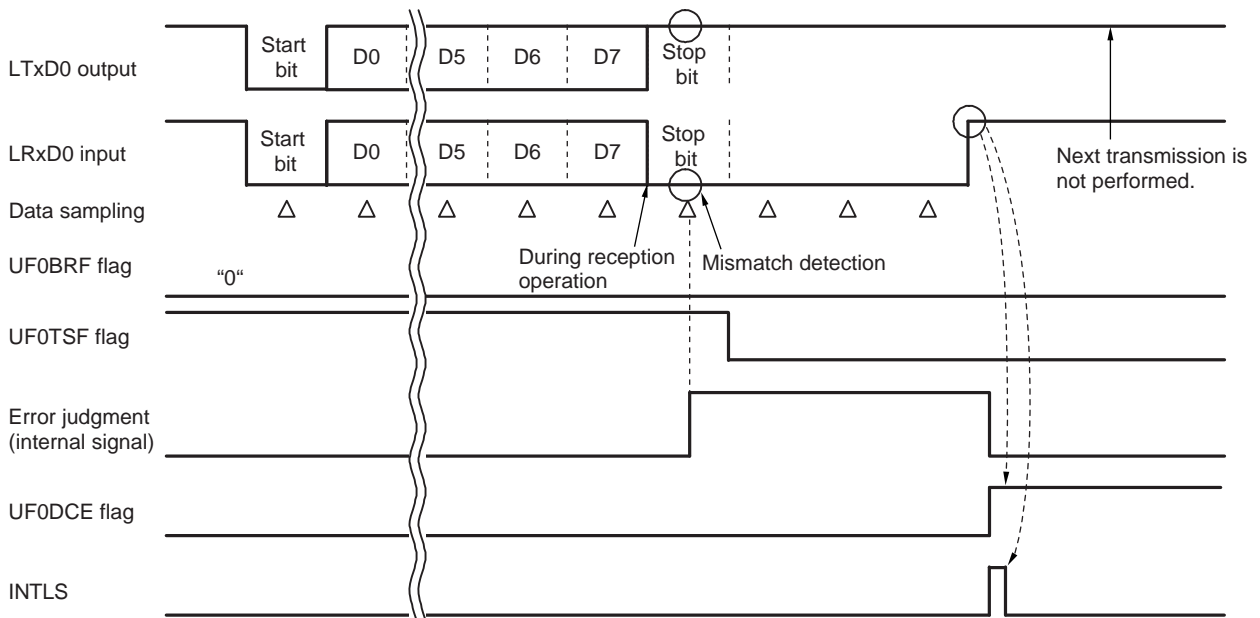 LTxD0 output
Start
bit
D0
D5
D6
D7
Stop
bit
LRxD0 input
Start
bit
D0
D5
D6
D7
Stop
bit
Next transmission is
not performed.
Data sampling
During reception
operation
Mismatch detection
UF0BRF flag
“0“
UF0TSF flag
Error judgment
(internal signal)
UF0DCE flag
INTLS